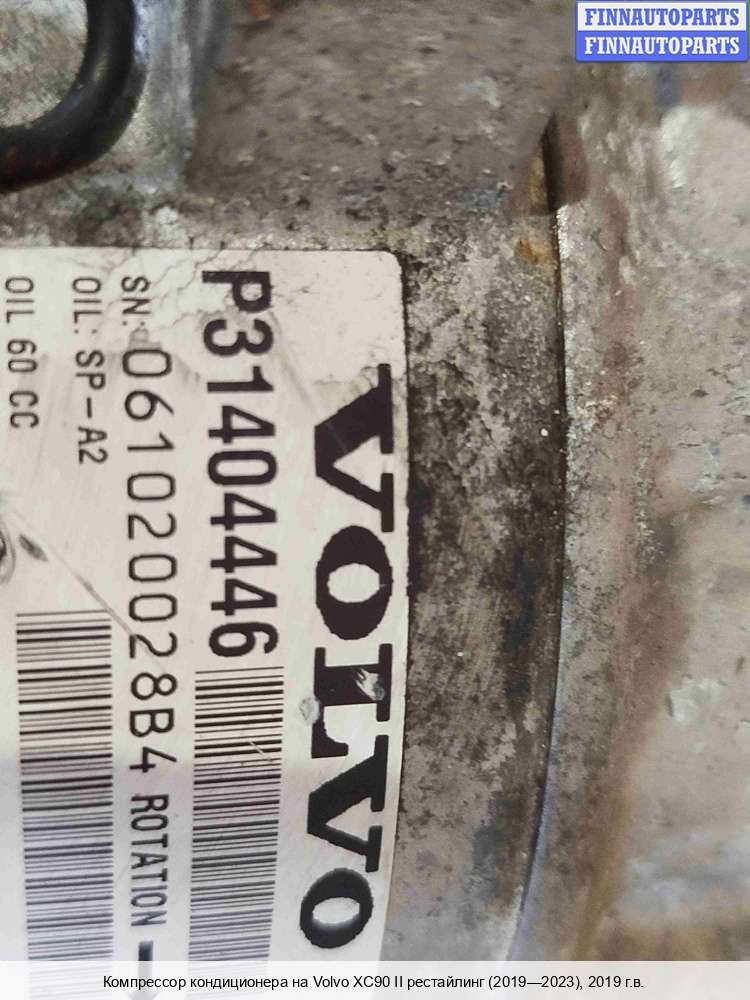 FINNAUTOPARTS
FINNAUTOPARTS
VOLVO
P31404446
SN: 0610200028B4 ROTATION
OIL: SP-A2
OIL 60 CC
Компрессор кондиционера на Volvo XC90 II рестайлинг (2019—2023), 2019 г.в.